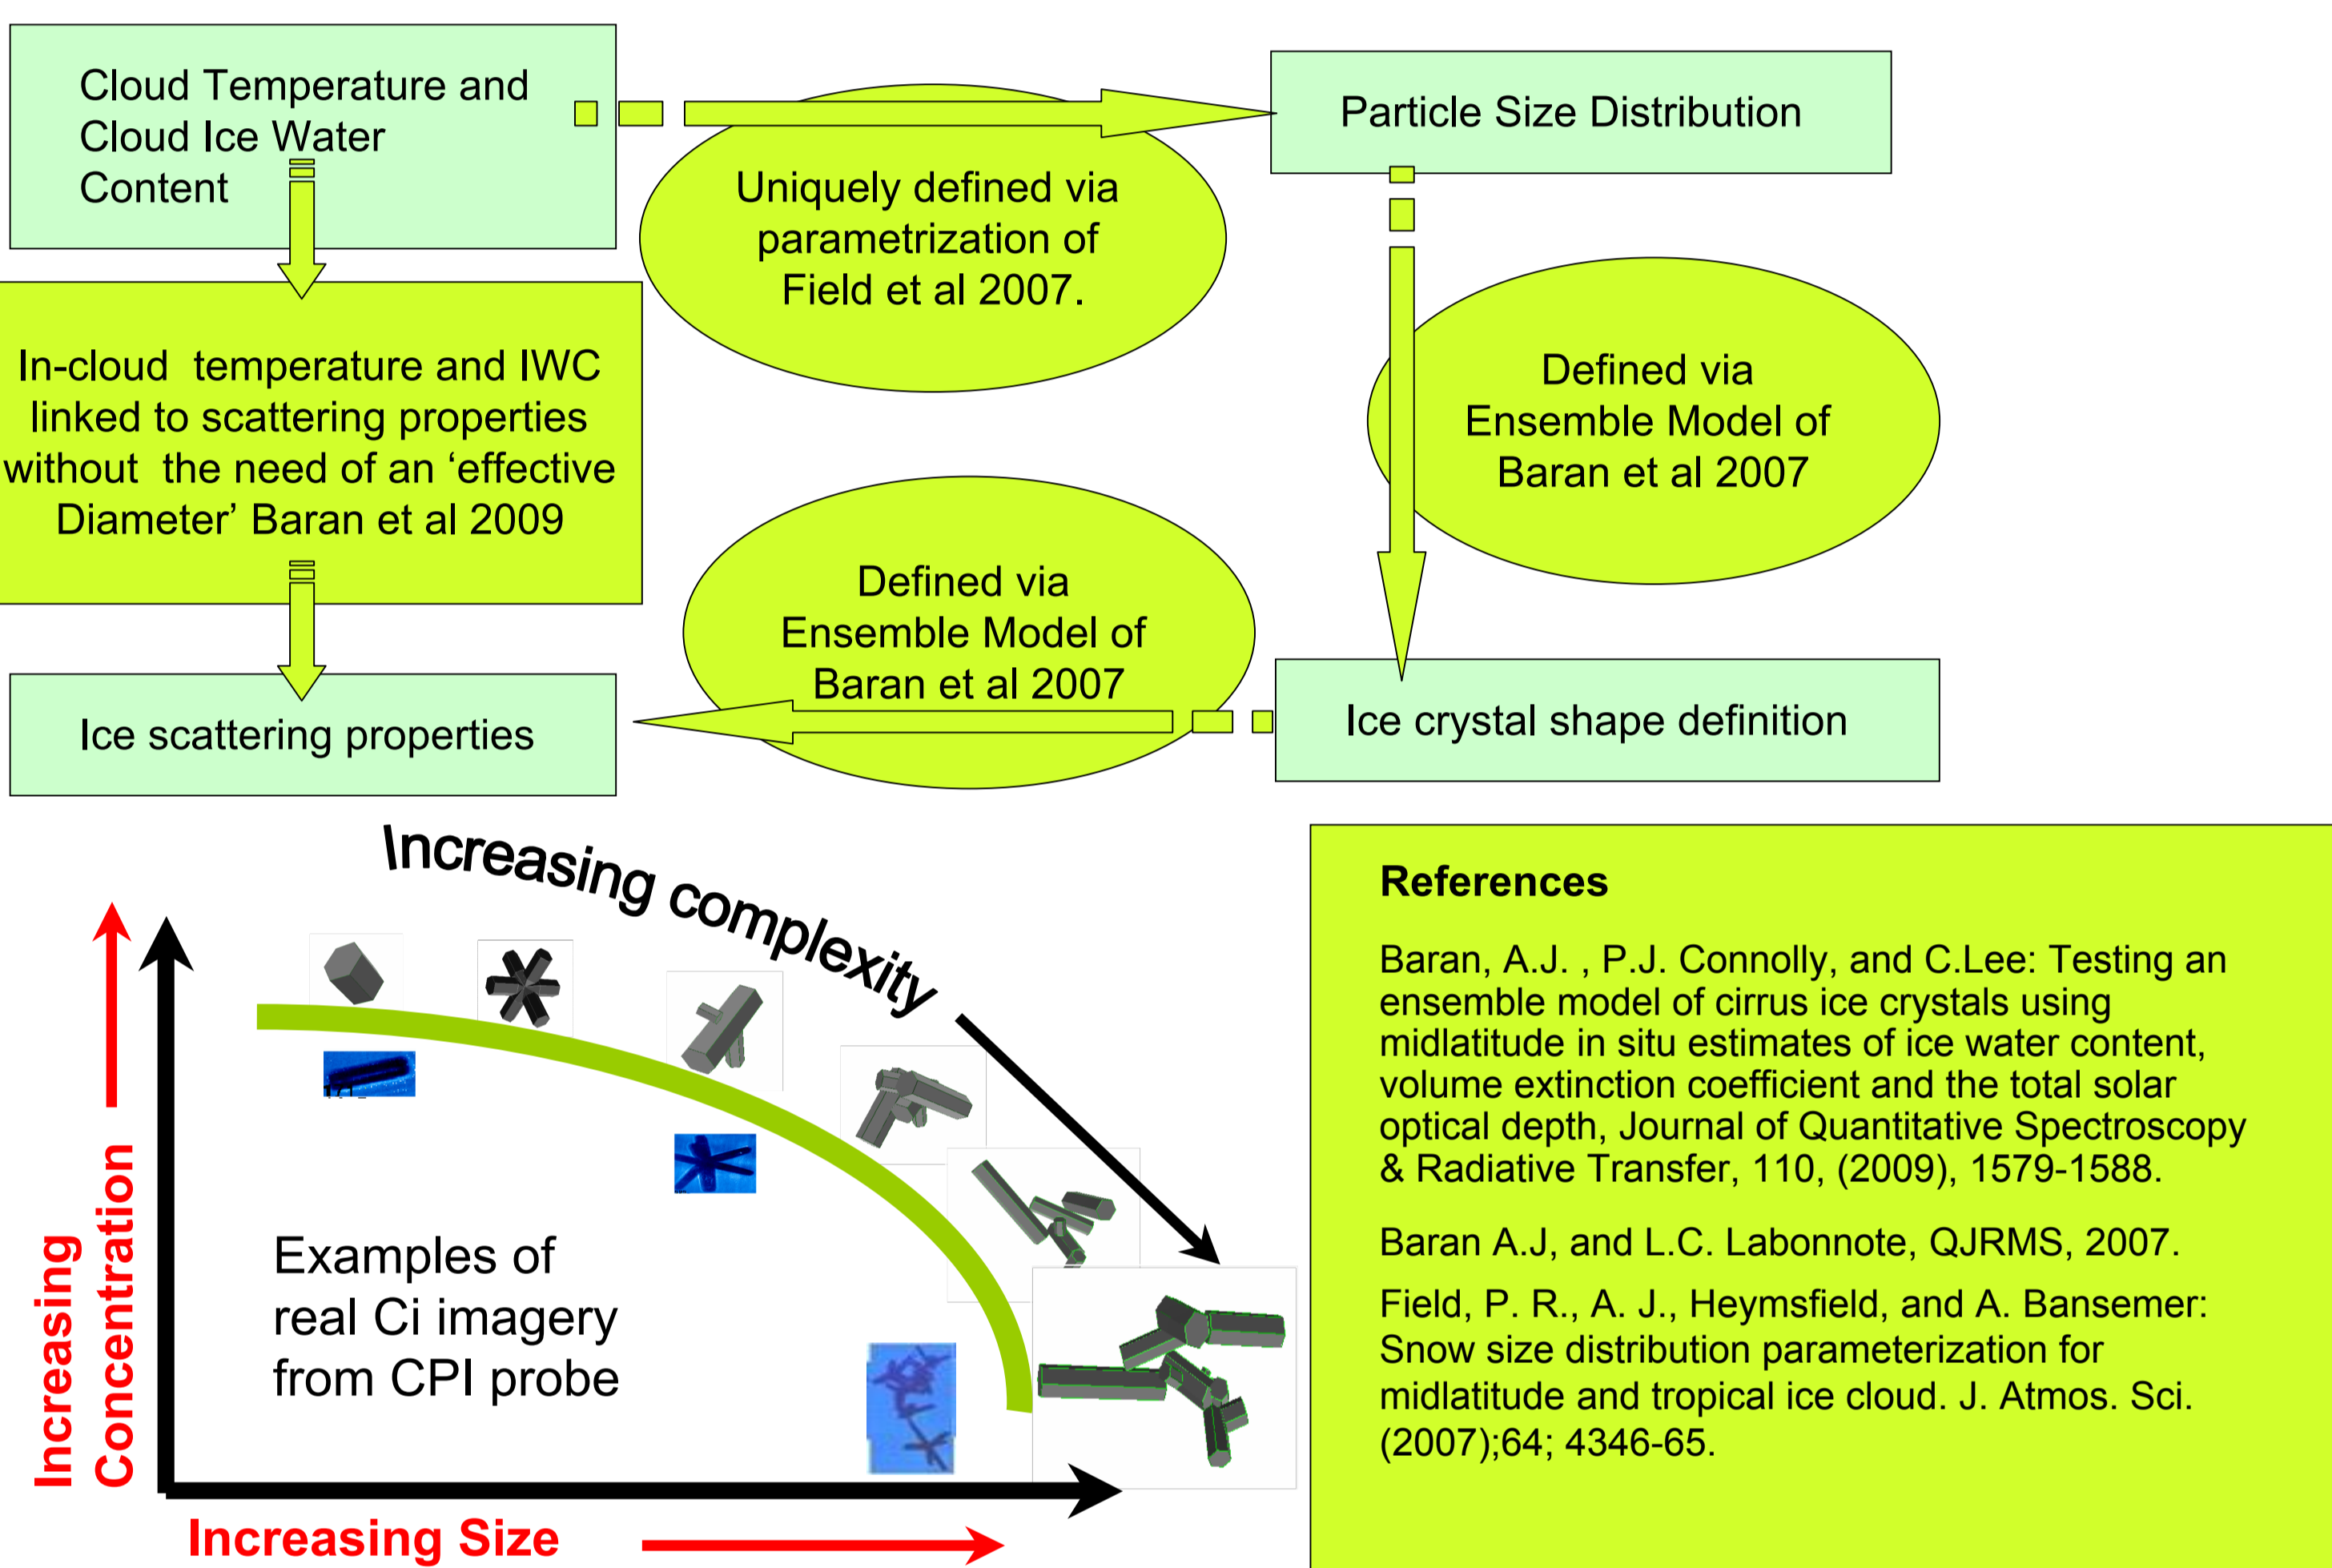 Cloud Temperature and
Cloud Ice Water
Content
Uniquely defined via
parametrization of
Field et al 2007.
Particle Size Distribution
In-cloud temperature and IWC
linked to scattering properties
without the need of an ‘effective
Diameter’ Baran et al 2009
Defined via
Ensemble Model of
Baran et al 2007
Defined via
Ensemble Model of
Baran et al 2007
Ice scattering properties
Ice crystal shape definition
Increasing complexity
Increasing
Concentration
Examples of
real Ci imagery
from CPI probe
Increasing Size
References
Baran, A.J. , P.J. Connolly, and C.Lee: Testing an
ensemble model of cirrus ice crystals using
midlatitude in situ estimates of ice water content,
volume extinction coefficient and the total solar
optical depth, Journal of Quantitative Spectroscopy
& Radiative Transfer, 110, (2009), 1579-1588.
Baran A.J, and L.C. Labonnote, QJRMS, 2007.
Field, P. R., A. J., Heymsfield, and A. Bansemer:
Snow size distribution parameterization for
midlatitude and tropical ice cloud. J. Atmos. Sci.
(2007);64; 4346-65.